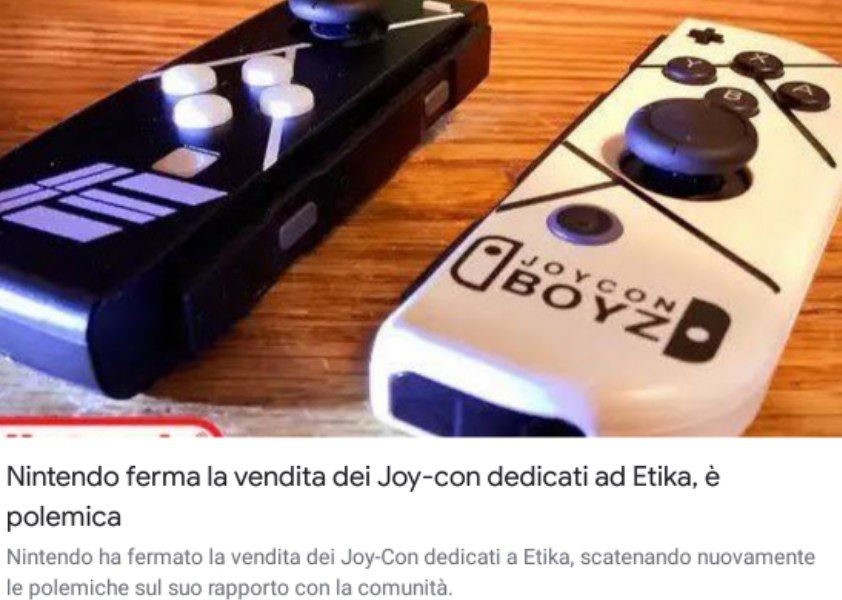 Y
X
B
A
JOYCON
BOYZ
Nintendo ferma la vendita dei Joy-con dedicati ad Etika, è
polemica
Nintendo ha fermato la vendita dei Joy-Con dedicati a Etika, scatenando nuovamente
le polemiche sul suo rapporto con la comunità.